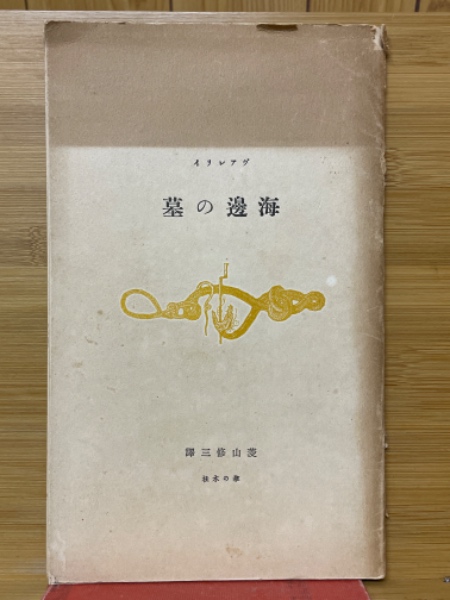 ヴアレリイ
海邊の墓
菱山修三譯
椎の木社